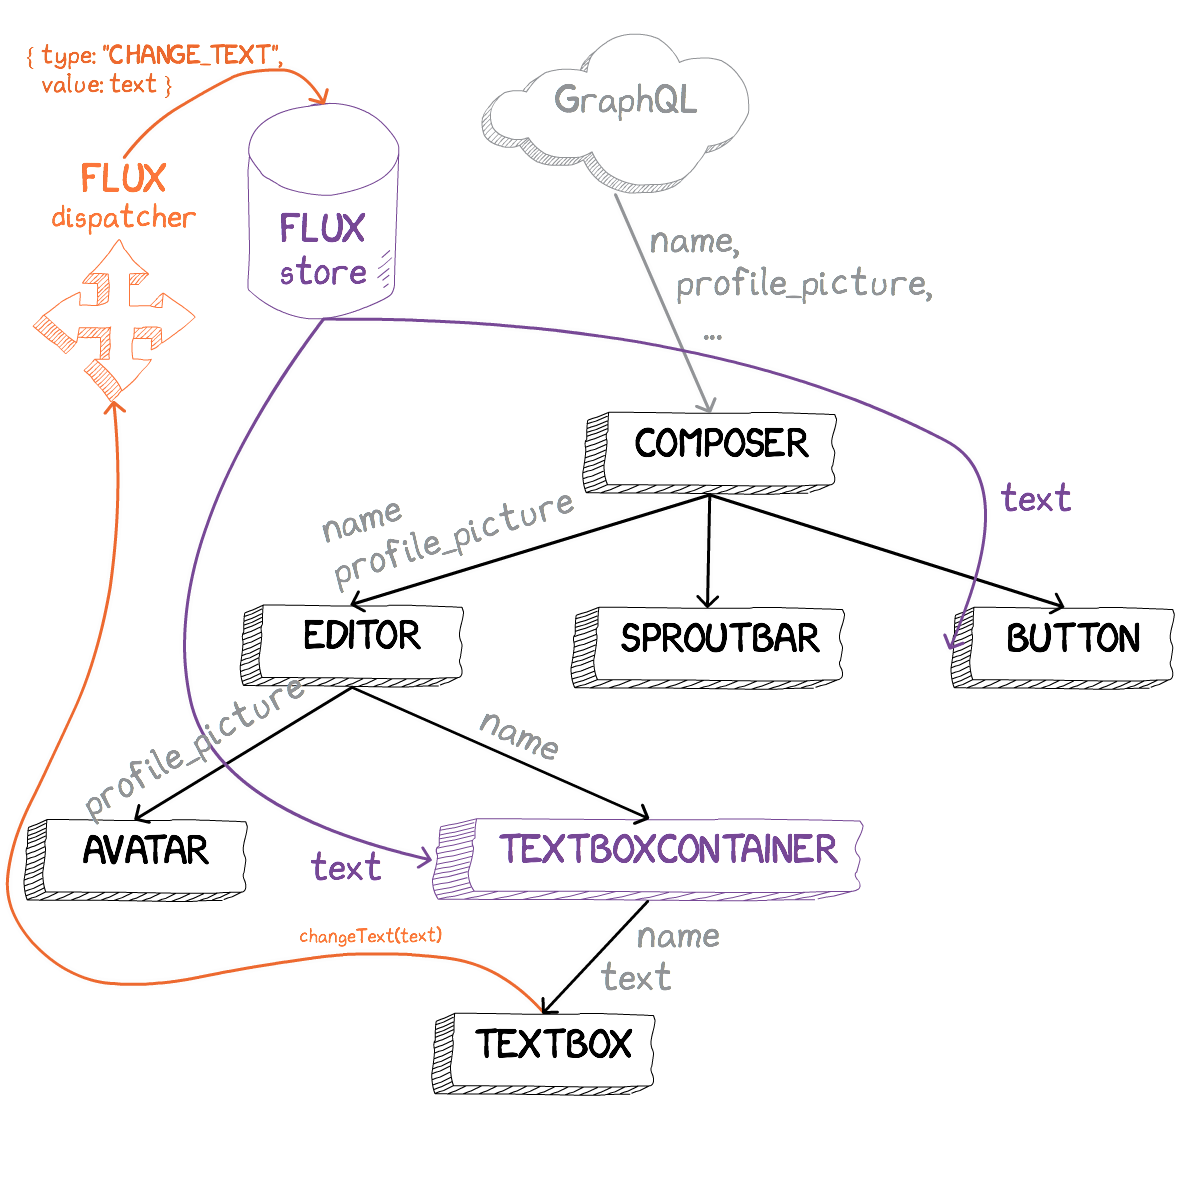 { type: "CHANGE_TEXT",
value: text }
FLUX
dispatcher
FLUX
store
GraphQL
name,
profile_picture,
...
COMPOSER
text
name
profile_picture
EDITOR
SPROUTBAR
BUTTON
profile_picture
name
AVATAR
text
TEXTBOXCONTAINER
changeText(text)
name
text
TEXTBOX